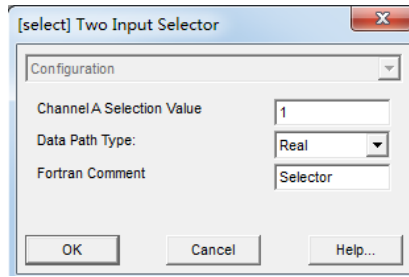 [select] Two Input Selector
Configuration
Channel A Selection Value 1
Data Path Type: Real
Fortran Comment Selector
OK Cancel Help...